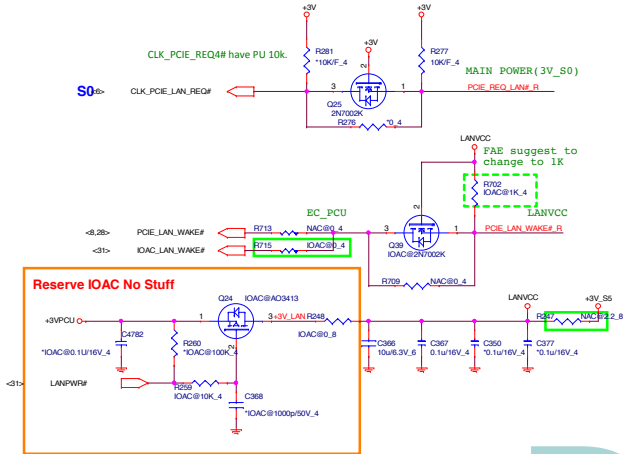 +3V
+3V
CLK_PCIE_REQ4# have PU 10k.
R281
*10K/F_4
+3V
R277
10K/F_4
MAIN POWER(3V_S0)
2
S0
6>
CLK_PCIE_LAN_REQ#
3
1
PCIE_REQ_LAN#_R
Q25
2N7002K
R276
*0_4
LANVCC
FAE suggest to
change to 1K
R702
IOAC@1K_4
2
EC_PCU
LANVCC
<8,28>
PCIE_LAN_WAKE#
R713
NAC@0_4
3
1
PCIE_LAN_WAKE#_R
<31>
IOAC_LAN_WAKE#
R715
IOAC@0_4
Q39
IOAC@2N7002K
R709
NAC@0_4
Reserve IOAC No Stuff
Q24
IOAC@AO3413
LANVCC
+3V_S5
+3VPCU
1
3
+3V_LAN
R248
IOAC@0_8
R247
NAC@2.2_8
2
C4782
*IOAC@0.1U/16V_4
R260
*IOAC@100K_4
C366
10u/6.3V_6
C367
0.1u/16V_4
C350
*0.1u/16V_4
C377
*0.1u/16V_4
<31>
LANPWR#
R259
IOAC@10K_4
C368
*IOAC@1000p/50V_4